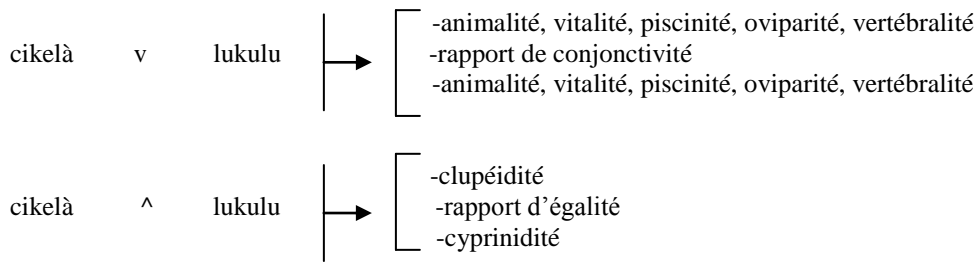 -animalité, vitalité, piscinité, oviparité, vertébralité
cikelà v lukulu -rapport de conjonctivité
-animalité, vitalité, piscinité, oviparité, vertébralité
-clupéidité
cikelà ^ lukulu -rapport d’égalité
-cyprinidité